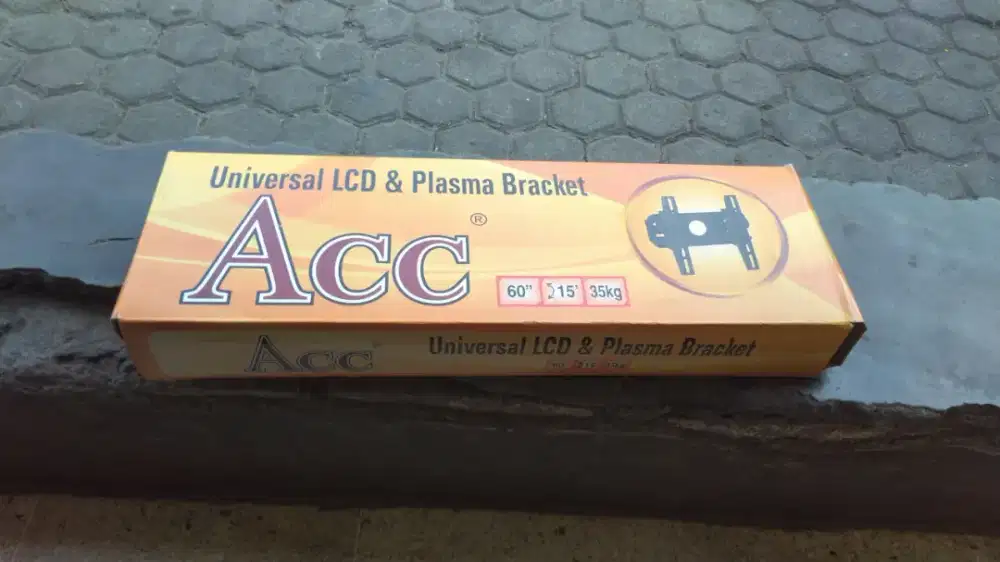 Universal LCD & Plasma Bracket
Acc ®
60" 15' 35kg
Acc Universal LCD & Plasma Bracket